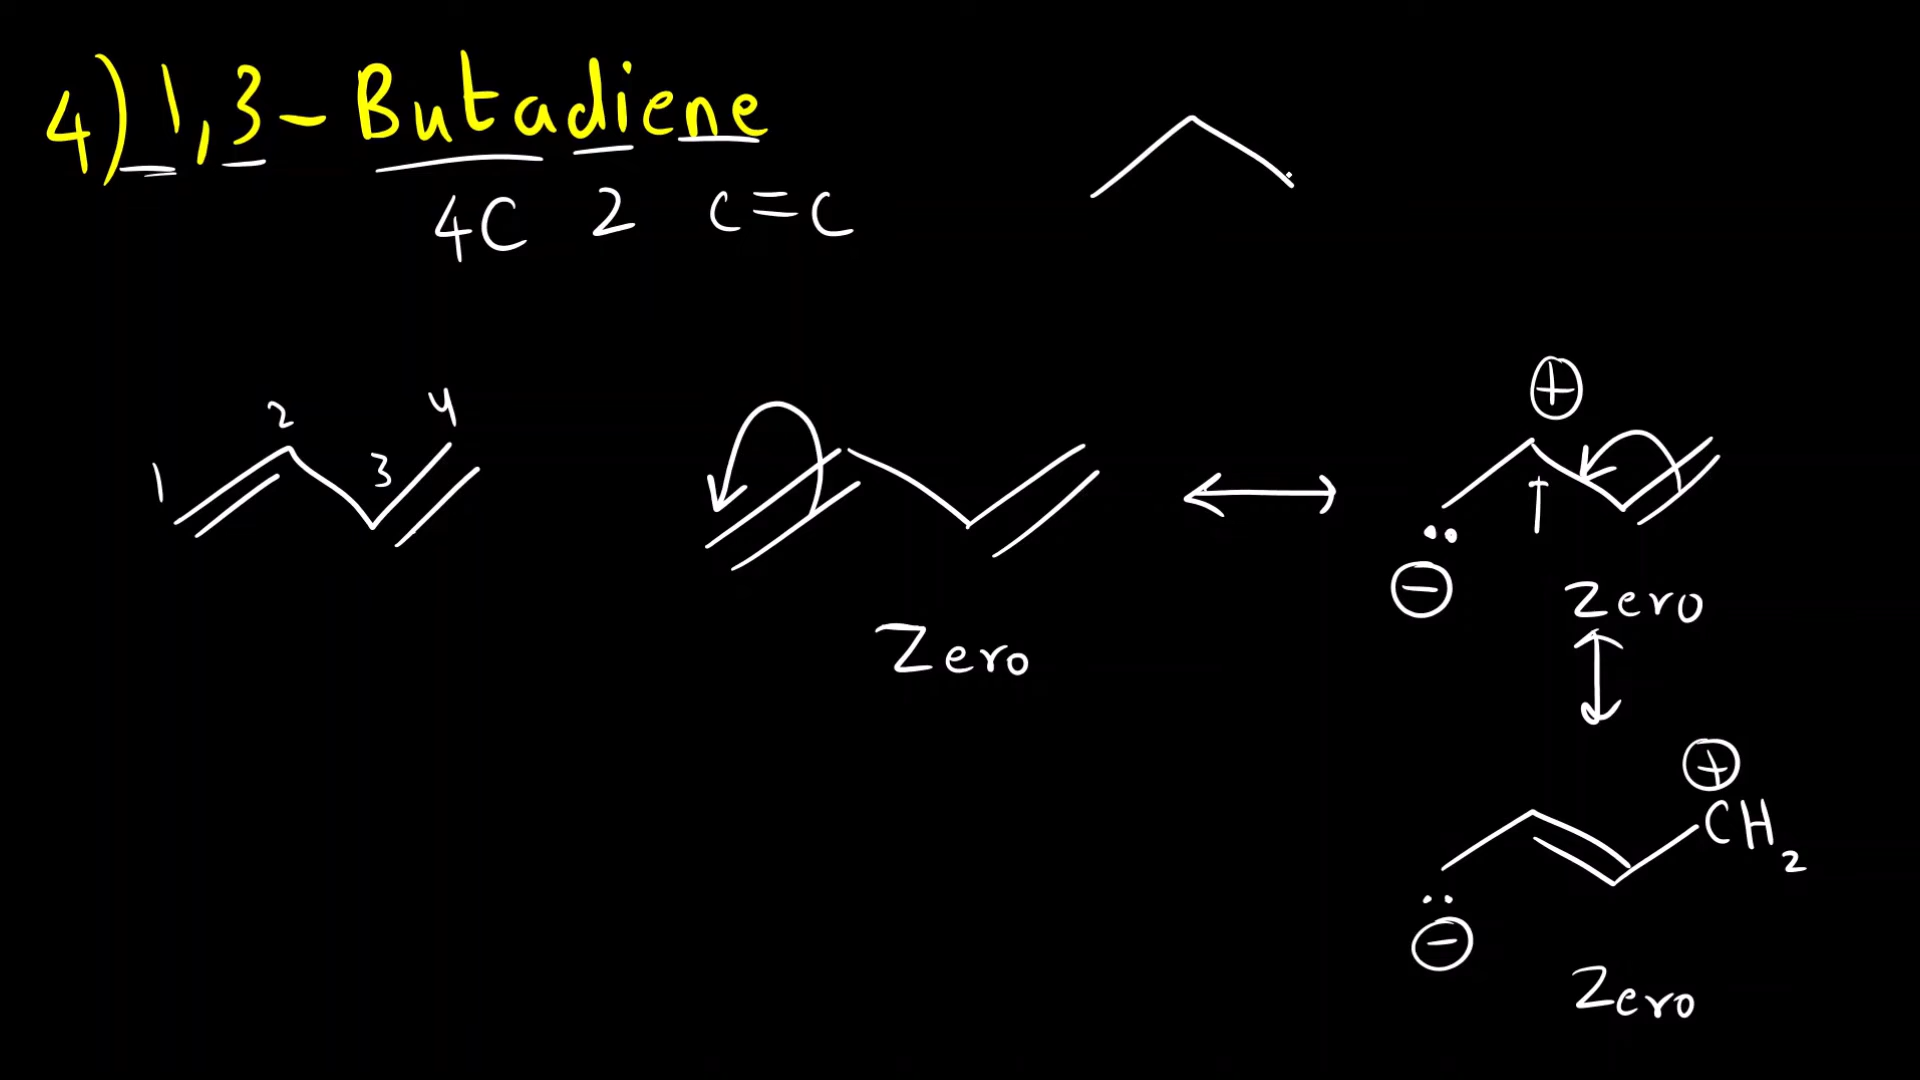 4) 1,3-Butadiene
4C 2 C=C
1 2 3 4
⊕
⊖
Zero
Zero
⊕
CH₂
⊖
Zero